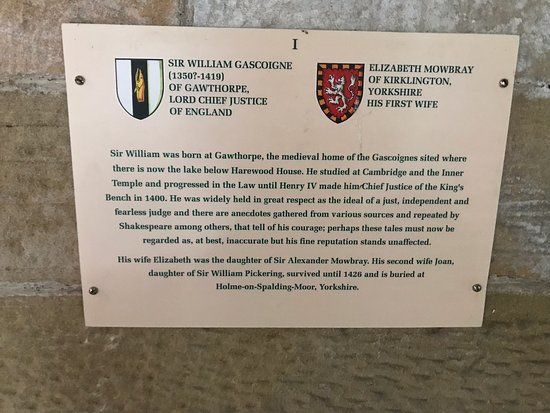 I
SIR WILLIAM GASCOIGNE
(1350?-1419)
OF GAWTHORPE,
LORD CHIEF JUSTICE
OF ENGLAND
ELIZABETH MOWBRAY
OF KIRKLINGTON,
YORKSHIRE
HIS FIRST WIFE
Sir William was born at Gawthorpe, the medieval home of the Gascoignes sited where
there is now the lake below Harewood House. He studied at Cambridge and the Inner
Temple and progressed in the Law until Henry IV made him Chief Justice of the King's
Bench in 1400. He was widely held in great respect as the ideal of a just, independent and
fearless judge and there are anecdotes gathered from various sources and repeated by
Shakespeare among others, that tell of his courage; perhaps these tales must now be
regarded as, at best, inaccurate but his fine reputation stands unaffected.
His wife Elizabeth was the daughter of Sir Alexander Mowbray. His second wife Joan,
daughter of Sir William Pickering, survived until 1426 and is buried at
Holme-on-Spalding-Moor, Yorkshire.